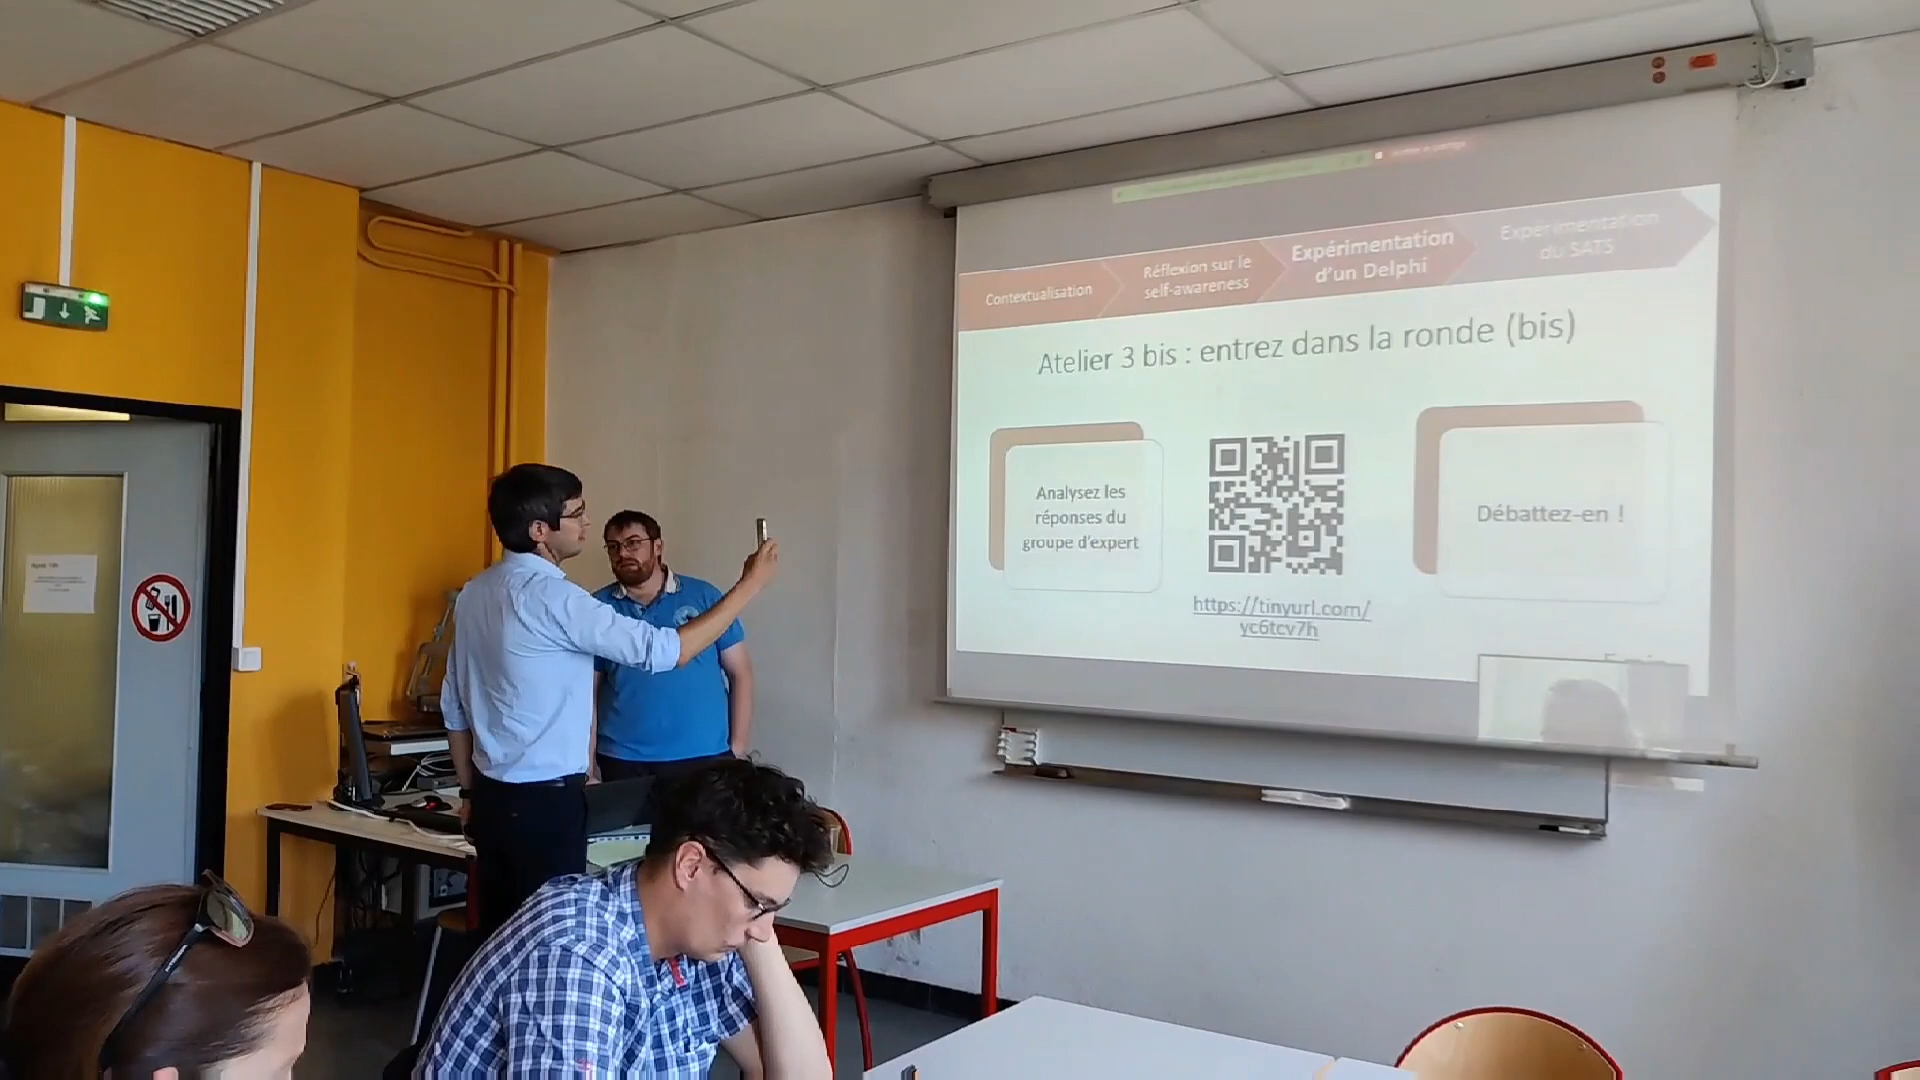 Contextualisation
Réflexion sur le
self-awareness
Expérimentation
d'un Delphi
Expérimentation
du SATS
Atelier 3 bis : entrez dans la ronde (bis)
Analysez les
réponses du
groupe d'expert
https://tinyurl.com/
yc6tcv7h
Débattez-en !